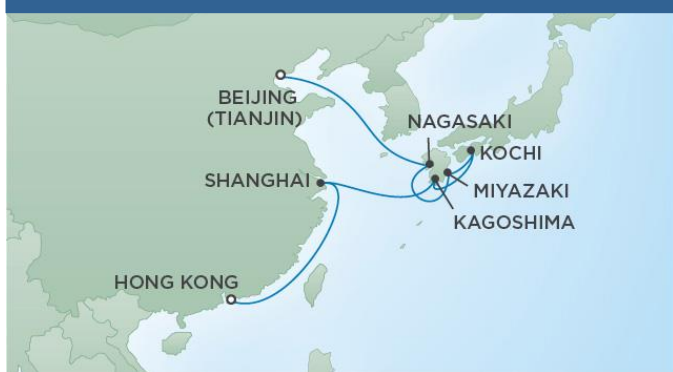 BEIJING
(TIANJIN)
NAGASAKI
KOCHI
SHANGHAI
MIYAZAKI
KAGOSHIMA
HONG KONG